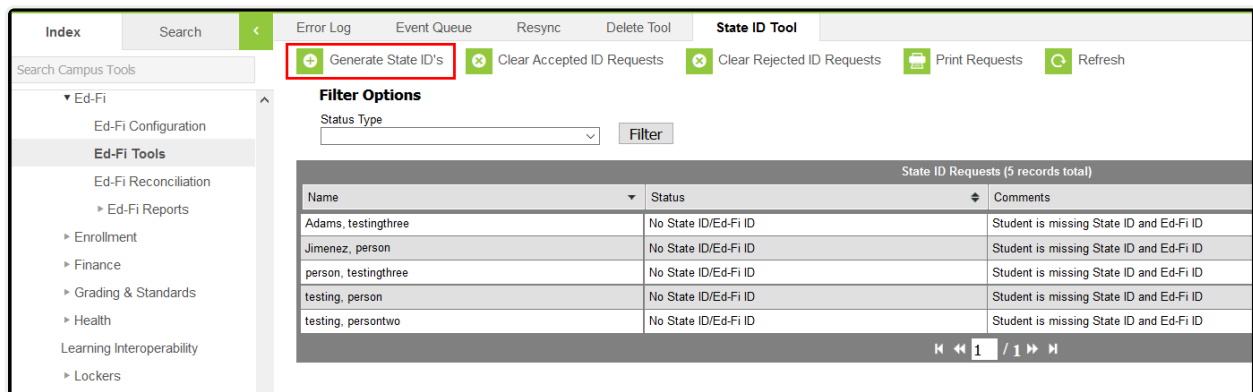 Index
Search
Search Campus Tools
Ed-Fi
Ed-Fi Configuration
Ed-Fi Tools
Ed-Fi Reconciliation
Ed-Fi Reports
Enrollment
Finance
Grading & Standards
Health
Learning Interoperability
Lockers
Error Log Event Queue Resync Delete Tool State ID Tool
Generate State ID's Clear Accepted ID Requests Clear Rejected ID Requests Print Requests Refresh
Filter Options
Status Type
Filter
State ID Requests (5 records total)
Name Status Comments
Adams, testingthree No State ID/Ed-Fi ID Student is missing State ID and Ed-Fi ID
Jimenez, person No State ID/Ed-Fi ID Student is missing State ID and Ed-Fi ID
person, testingthree No State ID/Ed-Fi ID Student is missing State ID and Ed-Fi ID
testing, person No State ID/Ed-Fi ID Student is missing State ID and Ed-Fi ID
testing, persontwo No State ID/Ed-Fi ID Student is missing State ID and Ed-Fi ID
1 / 1